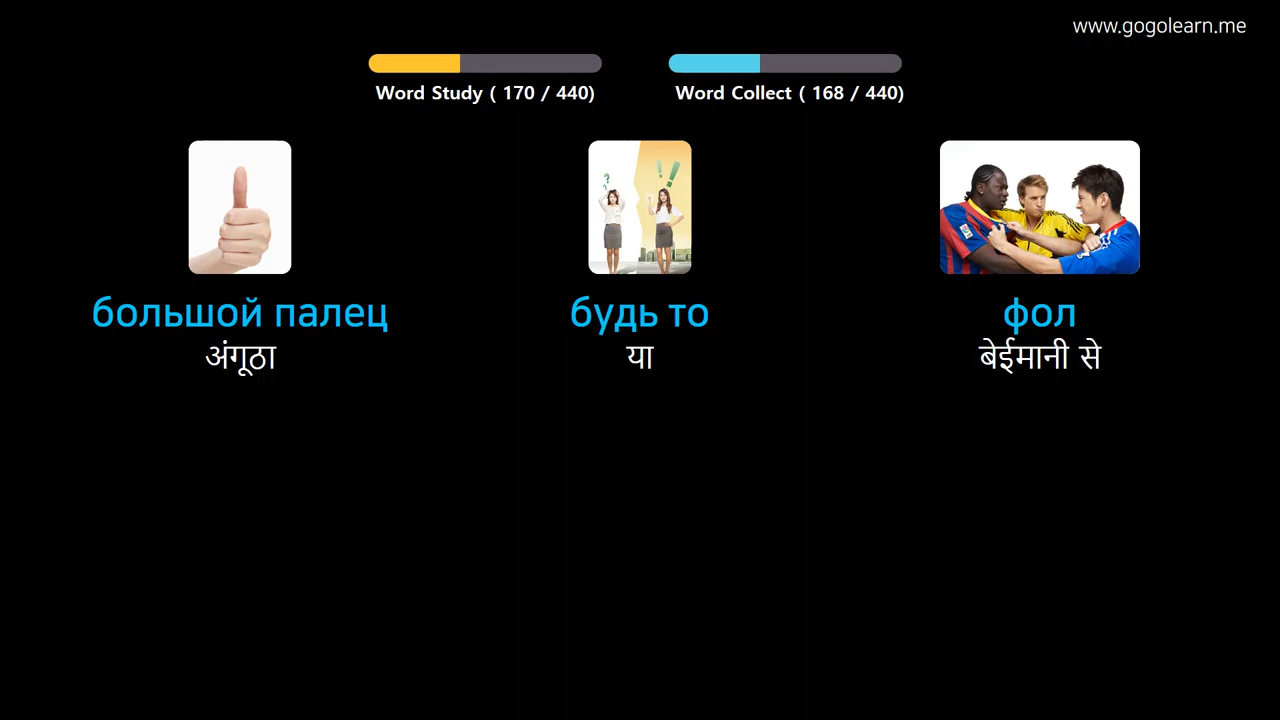 www.gogolearn.me
Word Study ( 170 / 440)
Word Collect ( 168 / 440)
большой палец
будь то
фол
अंगूठा
या
बेईमानी से